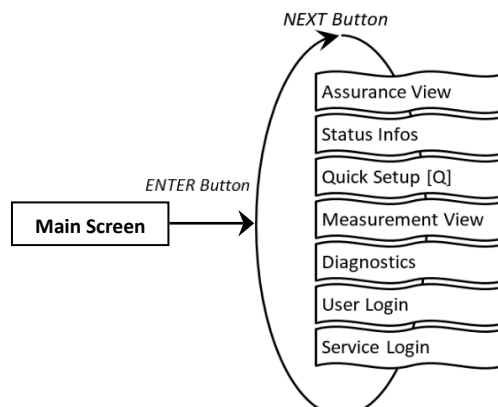 NEXT Button
Assurance View
Status Infos
Quick Setup [Q]
ENTER Button
Measurement View
Main Screen
Diagnostics
User Login
Service Login